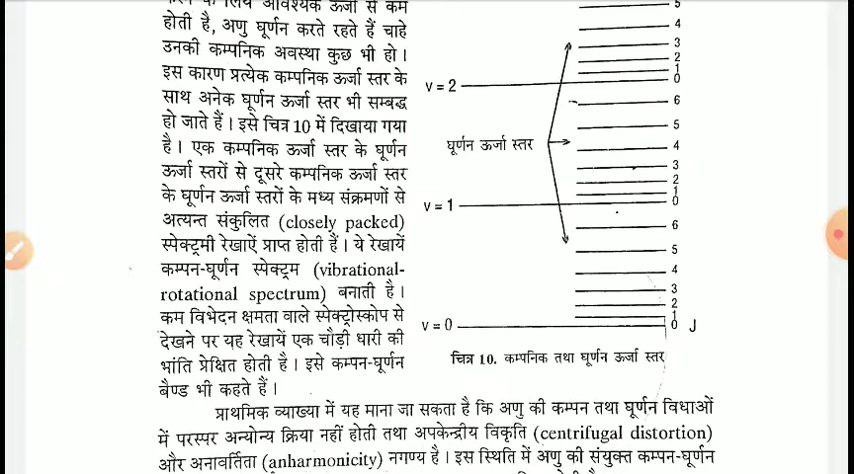 होती है, अणु घूर्णन करते रहते हैं चाहे
उनकी कम्पनिक अवस्था कुछ भी हो।
इस कारण प्रत्येक कम्पनिक ऊर्जा स्तर के
साथ अनेक घूर्णन ऊर्जा स्तर भी सम्बद्ध
हो जाते हैं। इसे चित्र 10 में दिखाया गया
है। एक कम्पनिक ऊर्जा स्तर के घूर्णन
ऊर्जा स्तरों से दूसरे कम्पनिक ऊर्जा स्तर
के घूर्णन ऊर्जा स्तरों के मध्य संक्रमणों से
अत्यन्त संकुलित (closely packed)
स्पेक्ट्रमी रेखाऐं प्राप्त होती हैं। ये रेखायें
कम्पन-घूर्णन स्पेक्ट्रम (vibrational-
rotational spectrum) बनाती है।
कम विभेदन क्षमता वाले स्पेक्ट्रोस्कोप से
देखने पर यह रेखायें एक चौड़ी धारी की
भांति प्रेक्षित होती है। इसे कम्पन-घूर्णन
बैण्ड भी कहते हैं।
5
4
3
2
1
0
v = 2
6
5
घूर्णन ऊर्जा स्तर
4
3
2
1
0
v = 1
6
5
4
3
2
1
v = 0
0 J
चित्र 10. कम्पनिक तथा घूर्णन ऊर्जा स्तर
प्राथमिक व्याख्या में यह माना जा सकता है कि अणु की कम्पन तथा घूर्णन विधाओं
में परस्पर अन्योन्य क्रिया नहीं होती तथा अपकेन्द्रीय विकृति (centrifugal distortion)
और अनावर्तिता (anharmonicity) नगण्य है। इस स्थिति में अणु की संयुक्त कम्पन-घूर्णन